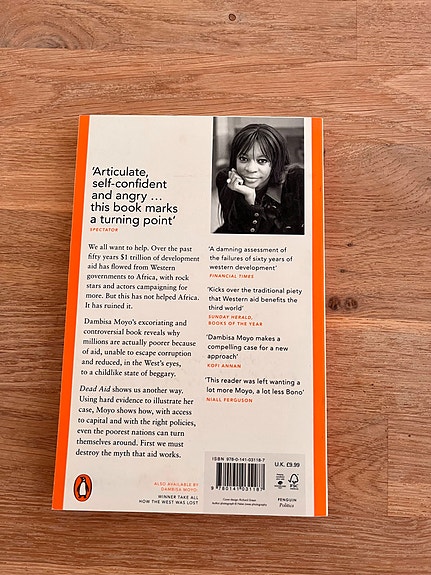 ‘Articulate,
self-confident
and angry ...
this book marks
a turning point’
SPECTATOR
We all want to help. Over the past
fifty years $1 trillion of development
aid has flowed from Western
governments to Africa, with rock
stars and actors campaigning for
more. But this has not helped Africa.
It has ruined it.
Dambisa Moyo’s excoriating and
controversial book reveals why
millions are actually poorer because
of aid, unable to escape corruption
and reduced, in the West’s eyes,
to a childlike state of beggary.
Dead Aid shows us another way.
Using hard evidence to illustrate her
case, Moyo shows how, with access
to capital and with the right policies,
even the poorest nations can turn
themselves around. First we must
destroy the myth that aid works.
ALSO AVAILABLE BY
DAMBISA MOYO:
WINNER TAKE ALL
HOW THE WEST WAS LOST
‘A damning assessment of
the failures of sixty years of
western development’
FINANCIAL TIMES
‘Kicks over the traditional piety
that Western aid benefits the
third world’
SUNDAY HERALD,
BOOKS OF THE YEAR
‘Dambisa Moyo makes a
compelling case for a new
approach’
KOFI ANNAN
‘This reader was left wanting a
lot more Moyo, a lot less Bono’
NIALL FERGUSON
ISBN 978-0-141-03118-7
9 780141 031187
U.K. £9.99
FSC
PENGUIN
Politics
Cover design: Richard Green
Author photograph ©